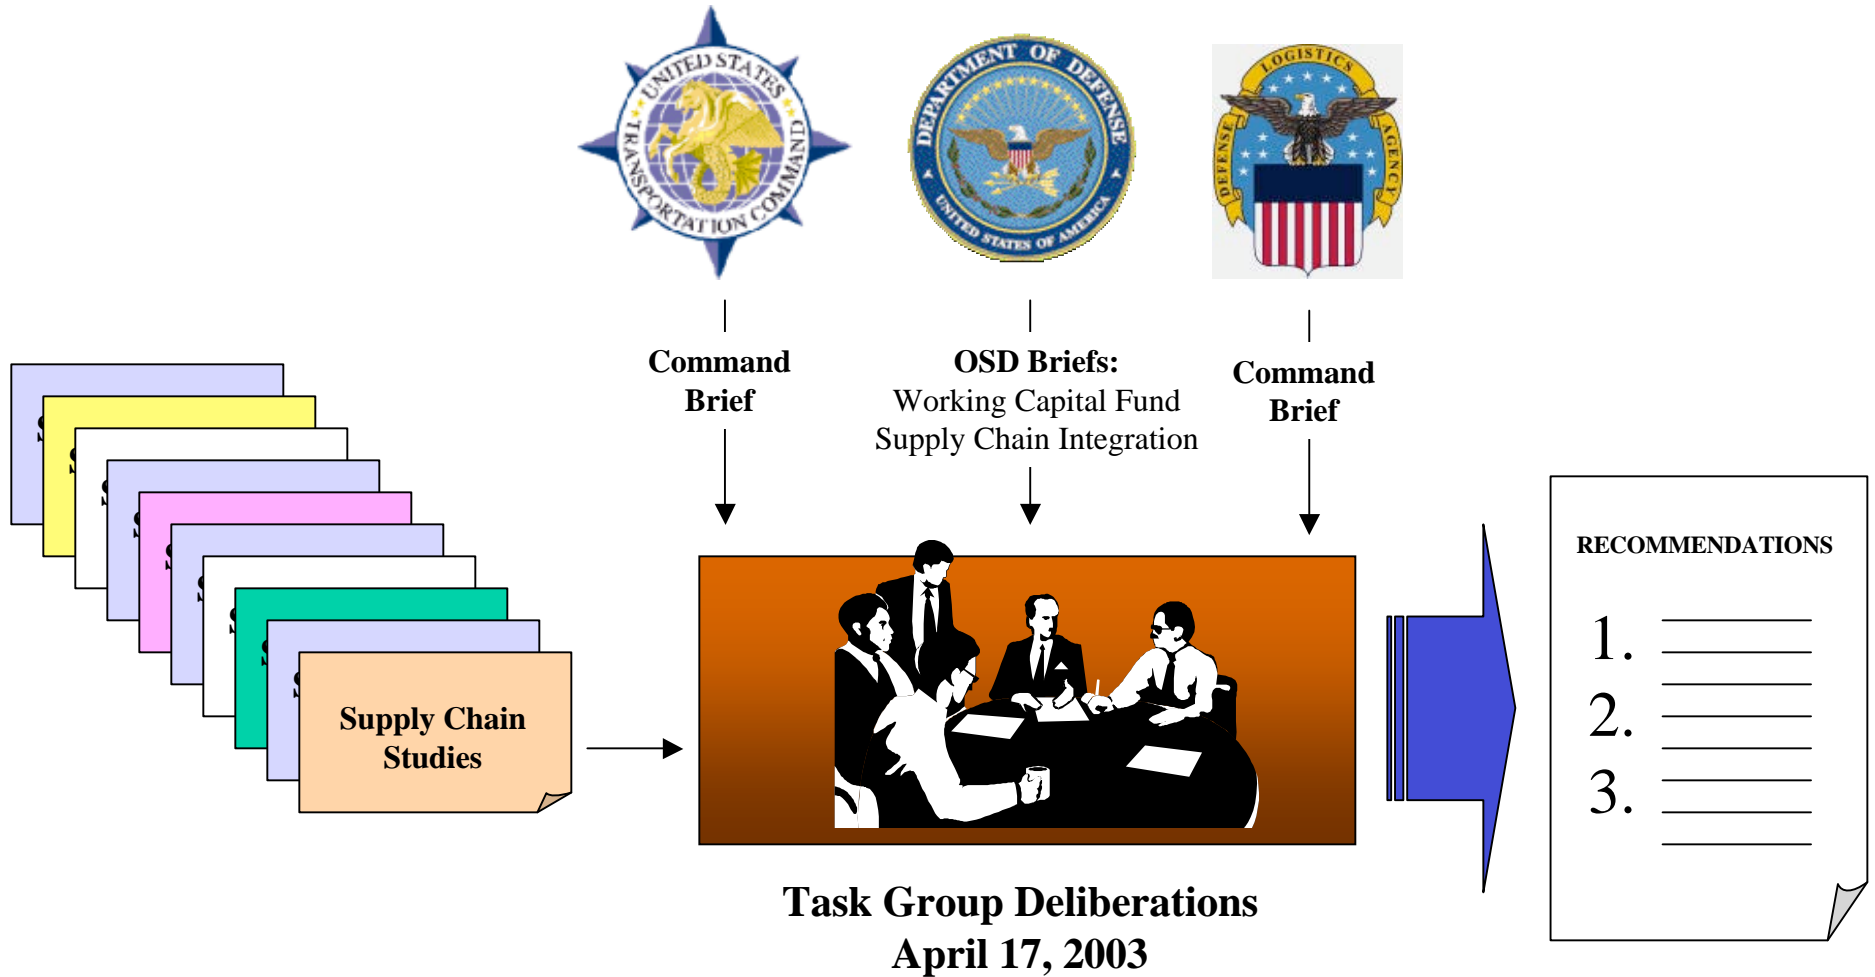 UNITED STATES
TRANSPORTATION COMMAND
DEPARTMENT OF DEFENSE
UNITED STATES OF AMERICA
DEFENSE LOGISTICS AGENCY
Command
Brief
OSD Briefs:
Working Capital Fund
Supply Chain Integration
Command
Brief
Supply Chain
Studies
RECOMMENDATIONS
1.
2.
3.
Task Group Deliberations
April 17, 2003